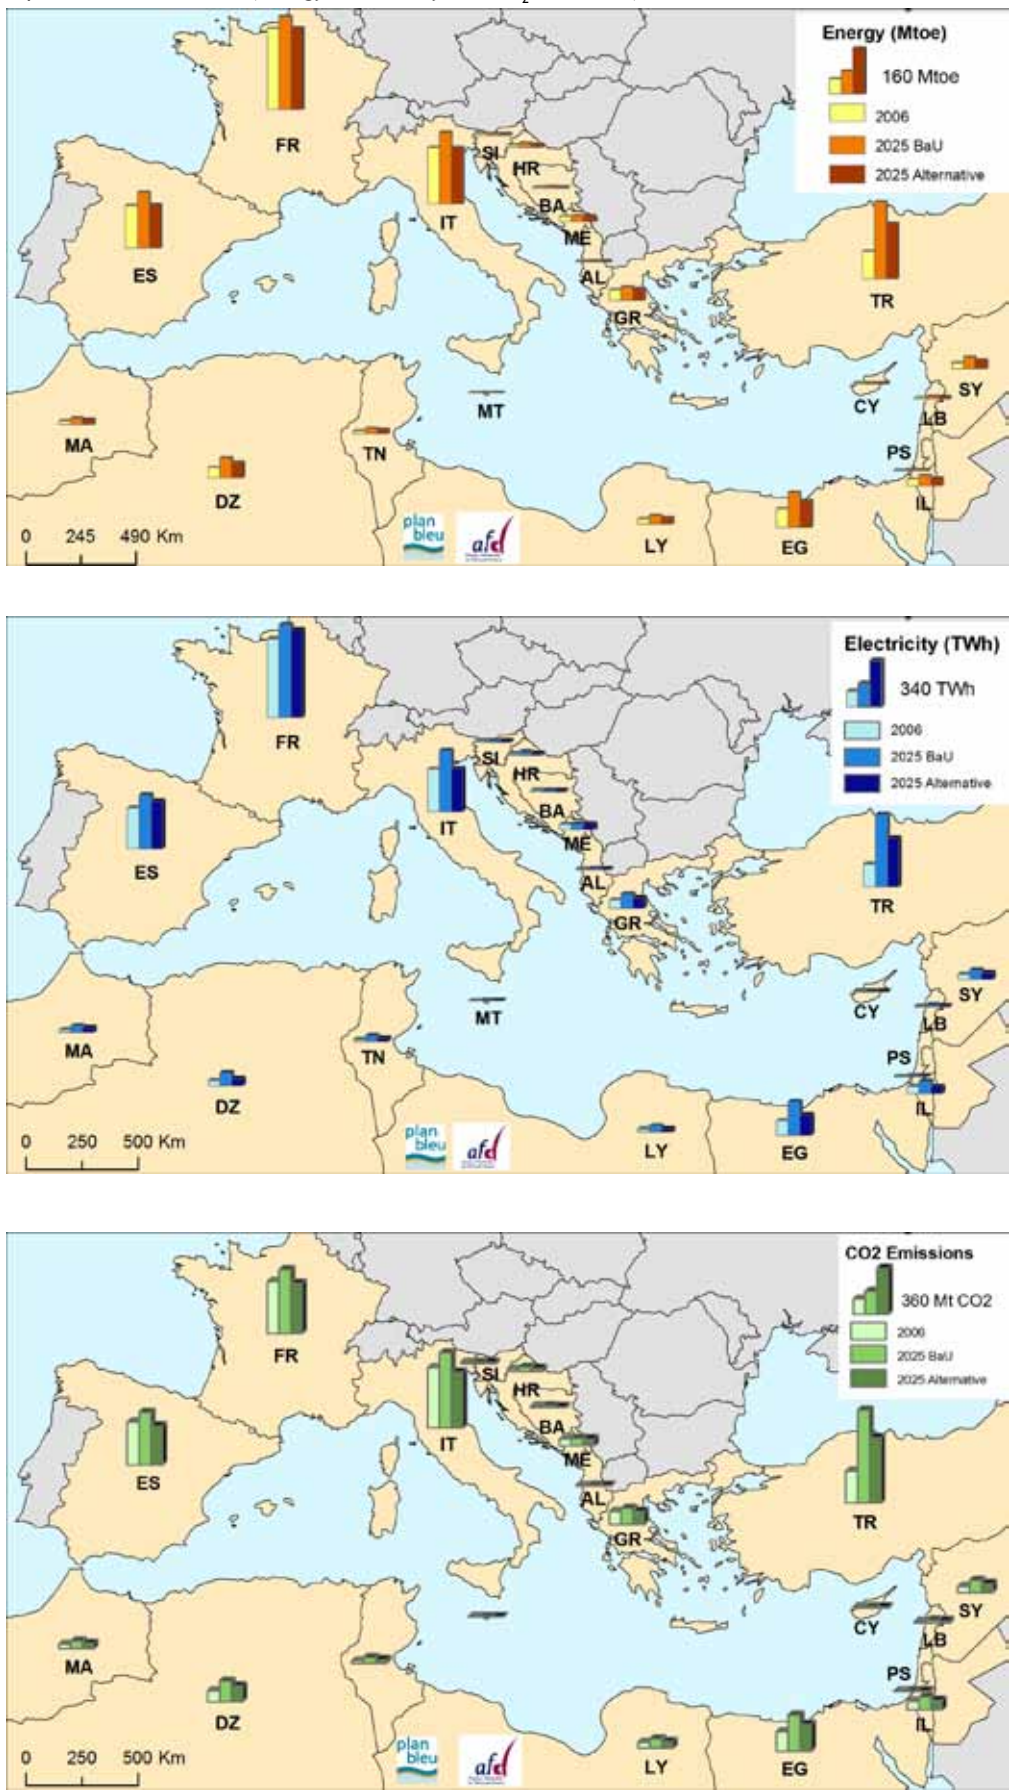 Energy (Mtoe)
160 Mtoe
2006
2025 BaU
2025 Alternative
FR
SI
HR
IT
BA
ME
ES
AL
TR
GR
SY
MT
CY
LB
MA
TN
PS
DZ
IL
LY
EG
0 245 490 Km
plan
bleu
afd
Electricity (TWh)
340 TWh
2006
2025 BaU
2025 Alternative
FR
SI
HR
IT
BA
ME
ES
AL
TR
GR
SY
MT
CY
LB
MA
TN
PS
DZ
IL
LY
EG
0 250 500 Km
plan
bleu
afd
CO2 Emissions
360 Mt CO2
2006
2025 BaU
2025 Alternative
FR
SI
HR
IT
BA
ME
ES
AL
TR
GR
SY
CY
LB
MA
PS
DZ
IL
LY
EG
0 250 500 Km
plan
bleu
afd